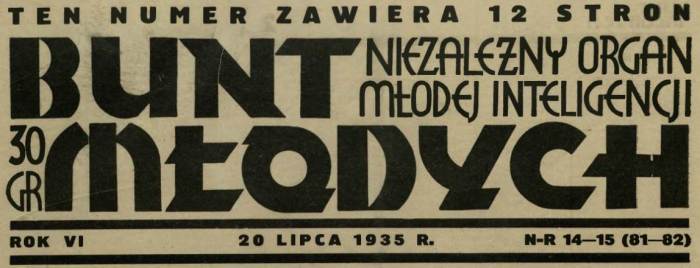 TEN NUMER ZAWIERA 12 STRON
BUNT
NIEZALEŻNY ORGAN
MŁODEJ INTELIGENCJI
30
GR
MŁODYCH
ROK VI
20 LIPCA 1935 R.
N-R 14—15 (81—82)